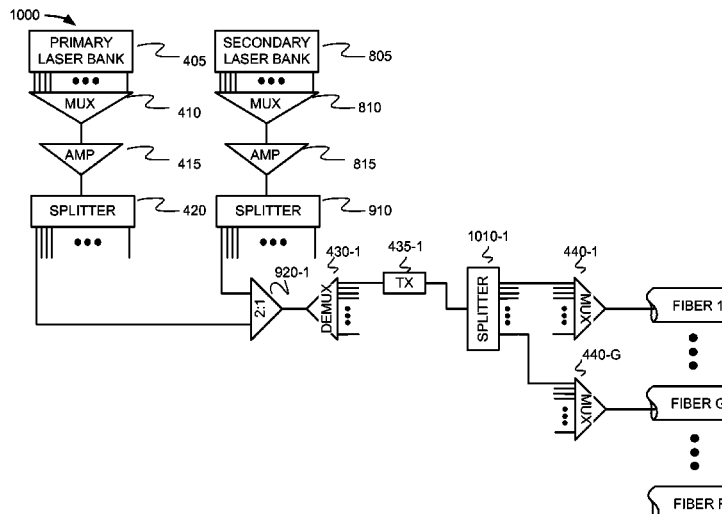 1000
PRIMARY
LASER BANK
405
SECONDARY
LASER BANK
805
MUX
410
MUX
810
AMP
415
AMP
815
SPLITTER
420
SPLITTER
910
920-1
430-1
435-1
1010-1
440-1
2:1
DEMUX
TX
SPLITTER
MUX
FIBER 1
440-G
MUX
FIBER G
FIBER F